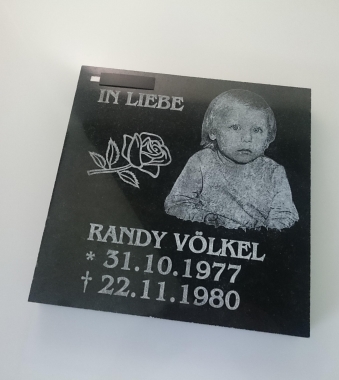 IN LIEBE
RANDY VÖLKEL
* 31.10.1977
† 22.11.1980